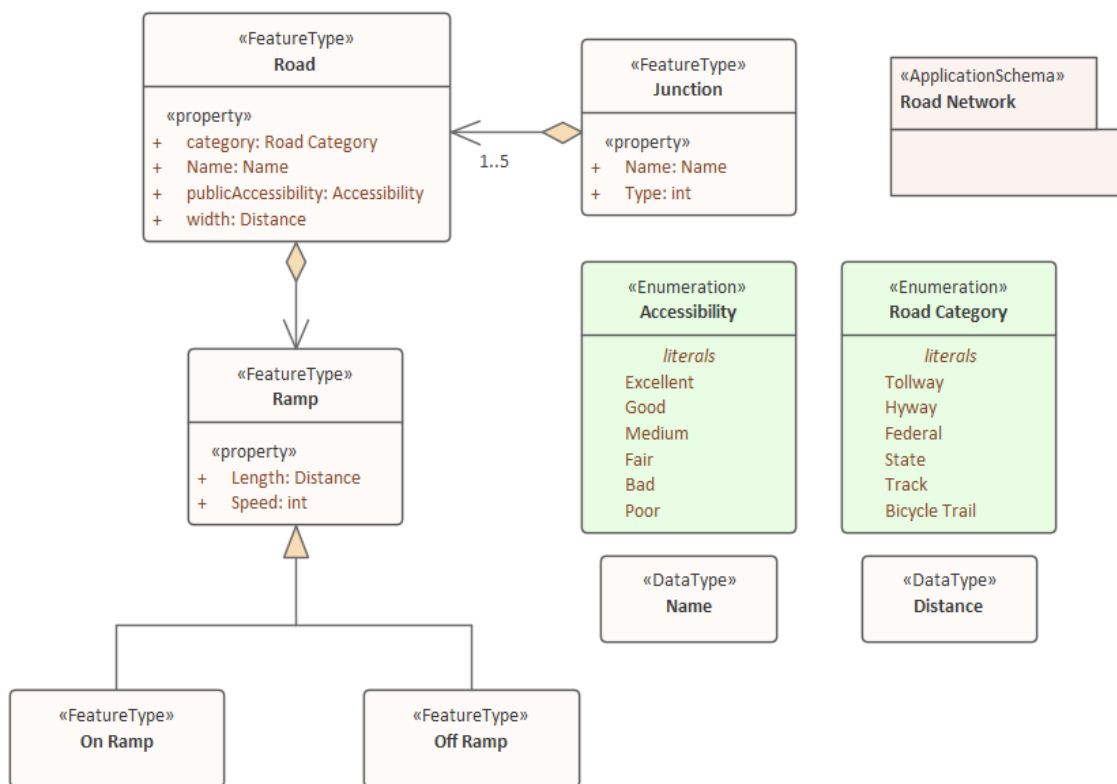 «FeatureType»
Road
«property»
+ category: Road Category
+ Name: Name
+ publicAccessibility: Accessibility
+ width: Distance
1..5
«FeatureType»
Junction
«property»
+ Name: Name
+ Type: int
«ApplicationSchema»
Road Network
«FeatureType»
Ramp
«property»
+ Length: Distance
+ Speed: int
«Enumeration»
Accessibility
literals
Excellent
Good
Medium
Fair
Bad
Poor
«Enumeration»
Road Category
literals
Tollway
Hyway
Federal
State
Track
Bicycle Trail
«DataType»
Name
«DataType»
Distance
«FeatureType»
On Ramp
«FeatureType»
Off Ramp